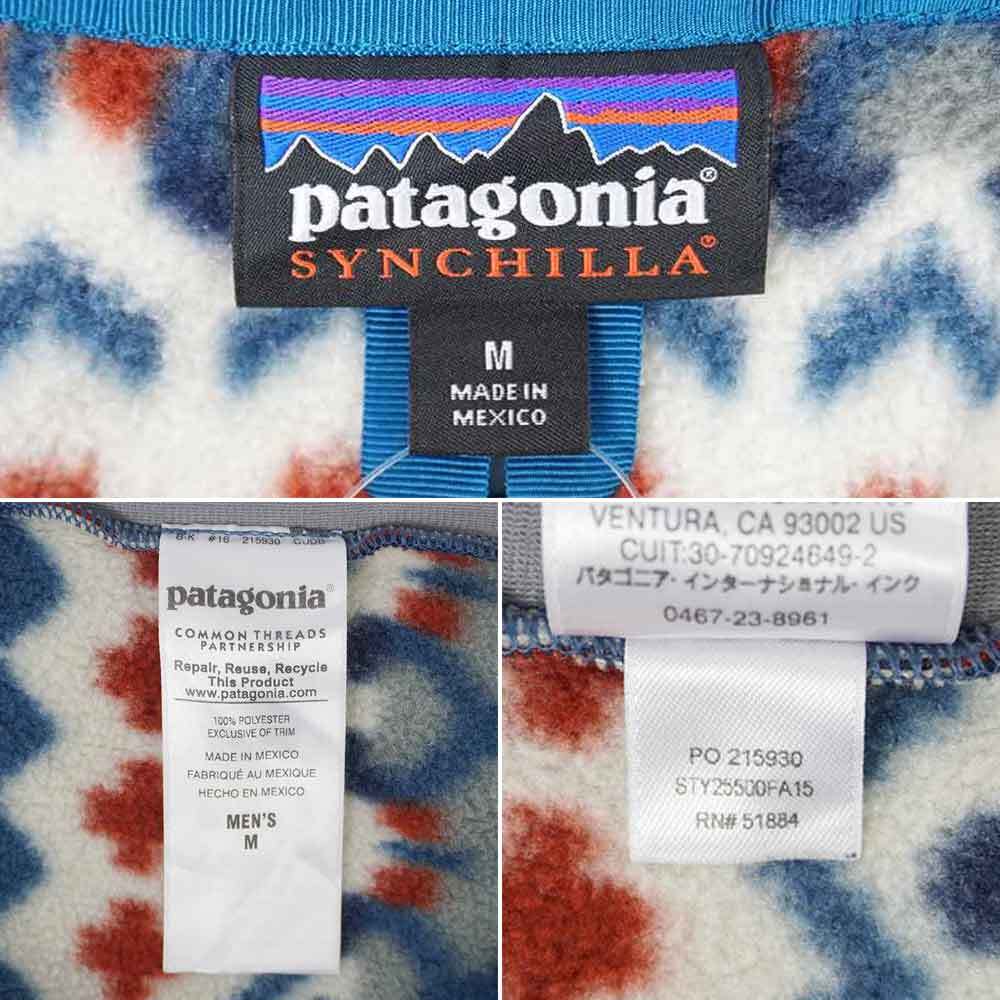 patagonia®
SYNCHILLA®
M
MADE IN
MEXICO
8-K #16 215930
patagonia®
COMMON THREADS
PARTNERSHIP
Repair, Reuse, Recycle
This Product
www.patagonia.com
100% POLYESTER
EXCLUSIVE OF TRIM
MADE IN MEXICO
FABRIQUÉ AU MEXIQUE
HECHO EN MEXICO
MEN'S
M
VENTURA, CA 93002 US
CUIT:30-70924649-2
パタゴニア・インターナショナル・インク
0467-23-8961
PO 215930
STY25500FA15
RN# 51884